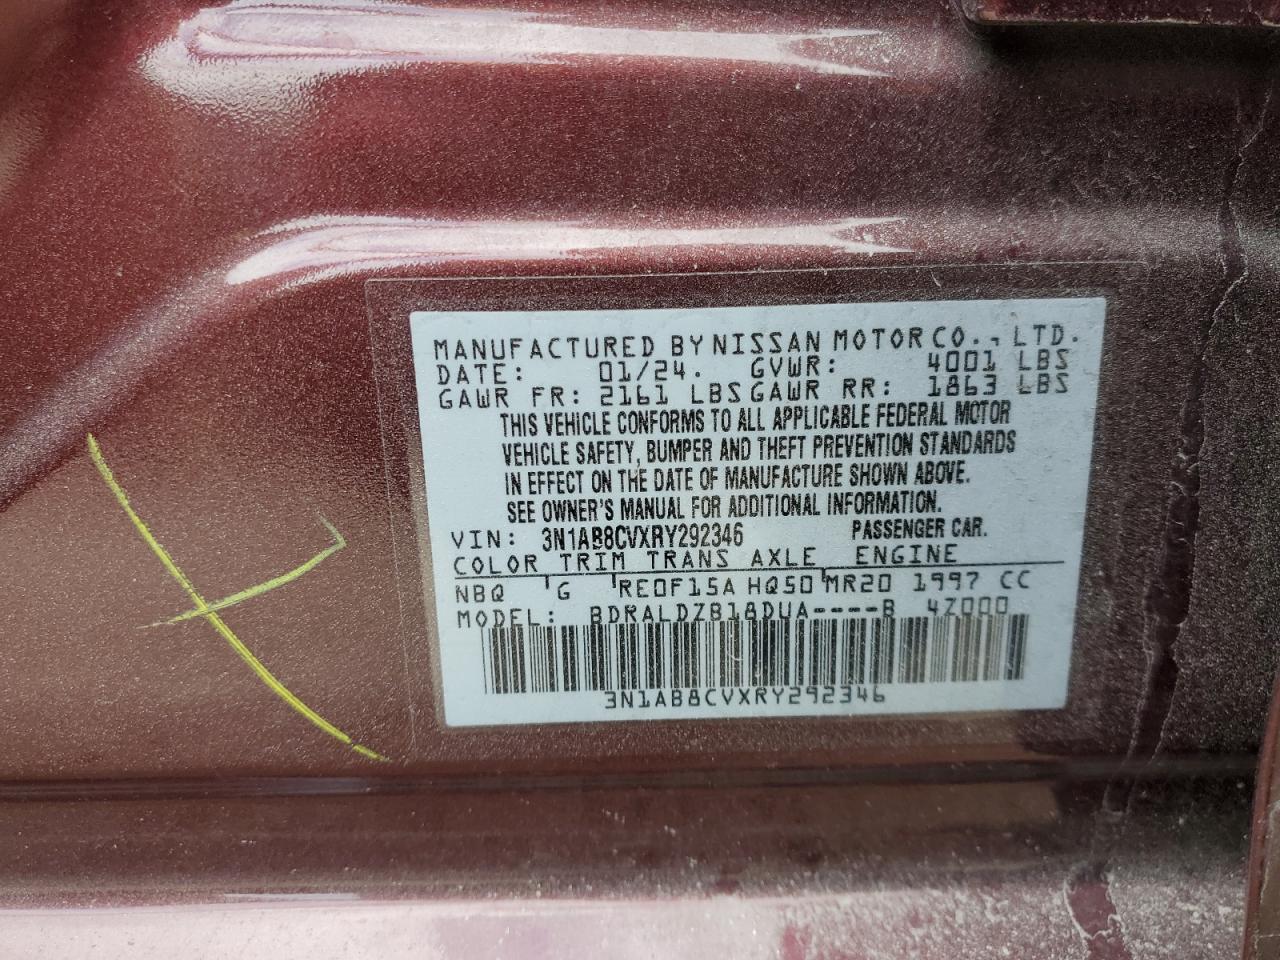 MANUFACTURED BY NISSAN MOTOR CO., LTD.
DATE: 01/24. GVWR: 4001 LBS
GAWR FR: 2161 LBS GAWR RR: 1863 LBS
THIS VEHICLE CONFORMS TO ALL APPLICABLE FEDERAL MOTOR
VEHICLE SAFETY, BUMPER AND THEFT PREVENTION STANDARDS
IN EFFECT ON THE DATE OF MANUFACTURE SHOWN ABOVE.
SEE OWNER'S MANUAL FOR ADDITIONAL INFORMATION.
VIN: 3N1AB8CVXRY292346 PASSENGER CAR.
COLOR TRIM TRANS AXLE ENGINE
NBQ G RE0F15A HQ50 MR20 1997 CC
MODEL: BDRALDZB18DUA----B 4Z000
3N1AB8CVXRY292346